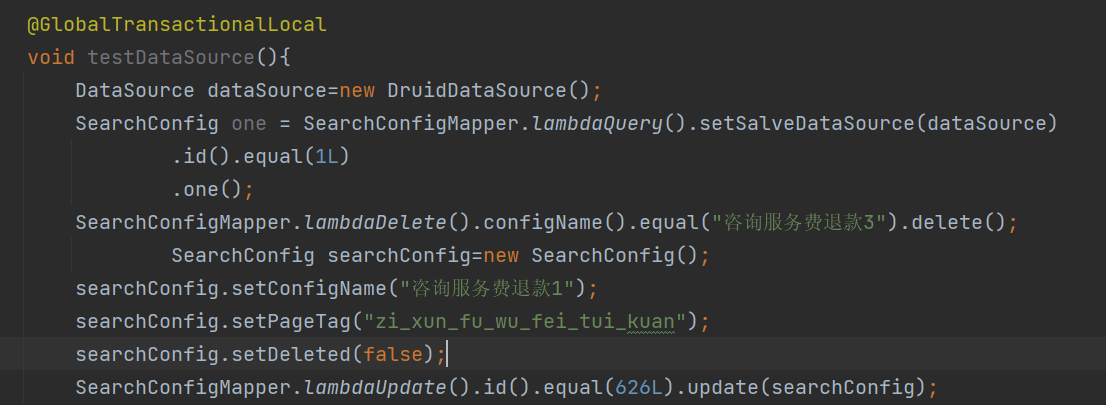 @GlobalTransactionalLocal
void testDataSource(){
DataSource dataSource=new DruidDataSource();
SearchConfig one = SearchConfigMapper.lambdaQuery().setSalveDataSource(dataSource)
.id().equal(1L)
.one();
SearchConfigMapper.lambdaDelete().configName().equal("咨询服务费退款3").delete();
SearchConfig searchConfig=new SearchConfig();
searchConfig.setConfigName("咨询服务费退款1");
searchConfig.setPageTag("zi_xun_fu_wu_fei_tui_kuan");
searchConfig.setDeleted(false);
SearchConfigMapper.lambdaUpdate().id().equal(626L).update(searchConfig);